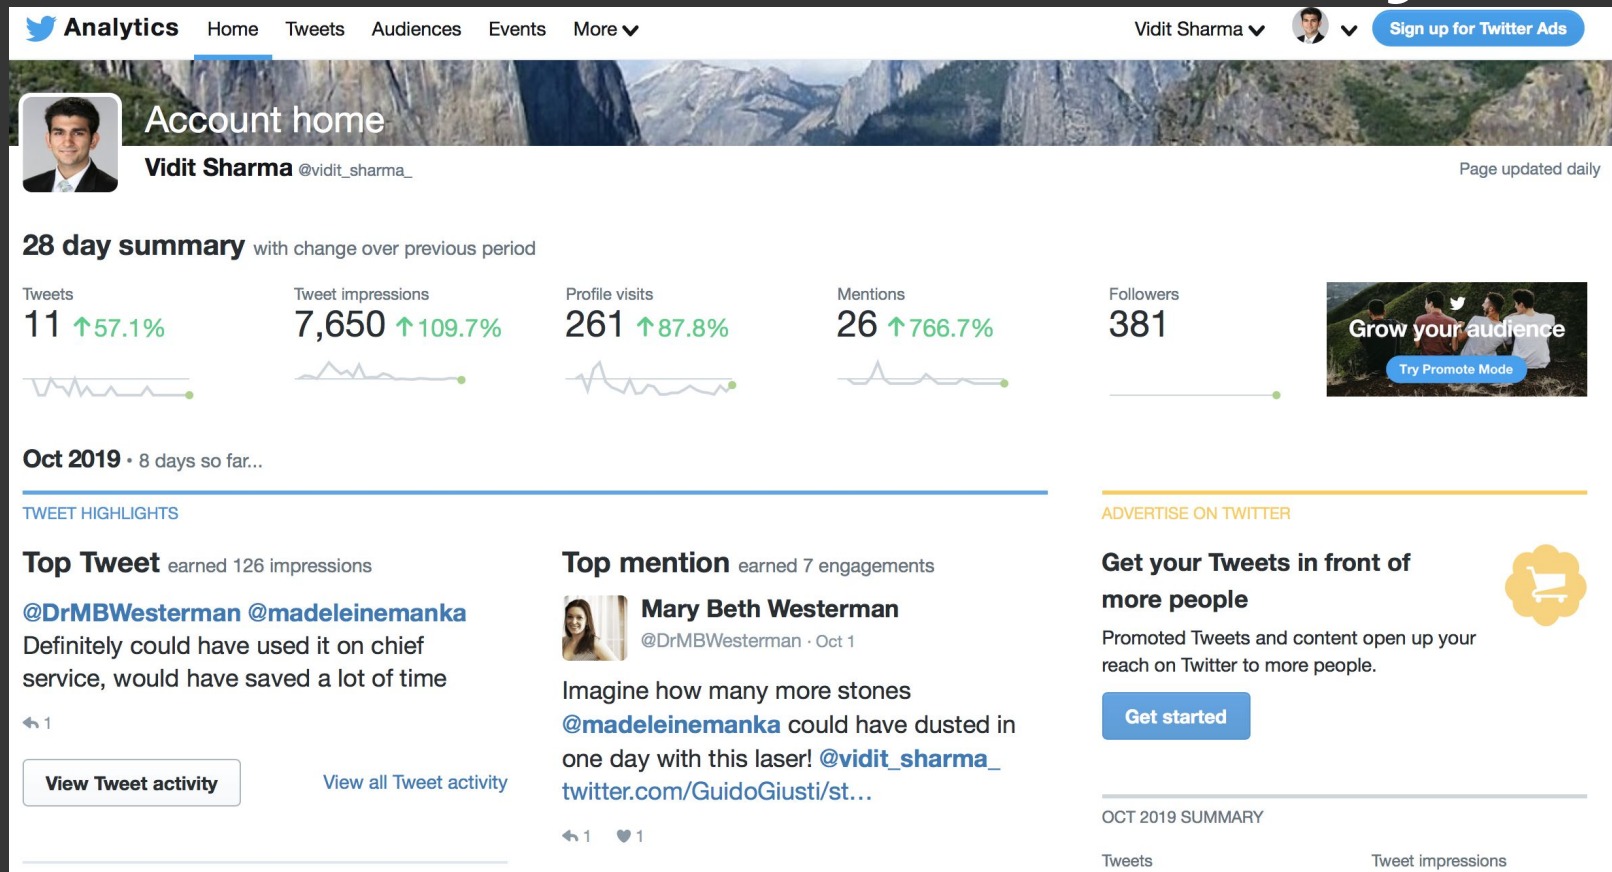 Analytics Home Tweets Audiences Events More Vidit Sharma Sign up for Twitter Ads
Account home
Vidit Sharma @vidit_sharma_ Page updated daily
28 day summary with change over previous period
Tweets Tweet impressions Profile visits Mentions Followers
11 ↑57.1% 7,650 ↑109.7% 261 ↑87.8% 26 ↑766.7% 381
Grow your audience
Try Promote Mode
Oct 2019 • 8 days so far...
TWEET HIGHLIGHTS
Top Tweet earned 126 impressions
@DrMBWesterman @madeleinemanka
Definitely could have used it on chief
service, would have saved a lot of time
1
View Tweet activity View all Tweet activity
Top mention earned 7 engagements
Mary Beth Westerman
@DrMBWesterman · Oct 1
Imagine how many more stones
@madeleinemanka could have dusted in
one day with this laser! @vidit_sharma_
twitter.com/GuidoGiusti/st…
1 1
ADVERTISE ON TWITTER
Get your Tweets in front of
more people
Promoted Tweets and content open up your
reach on Twitter to more people.
Get started
OCT 2019 SUMMARY
Tweets Tweet impressions